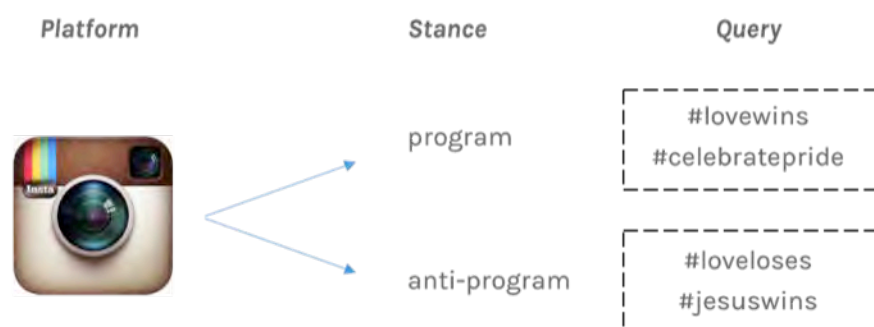 Platform Stance Query
#lovewins
program
#celebratepride
Insta
#loveloses
anti-program
#jesuswins